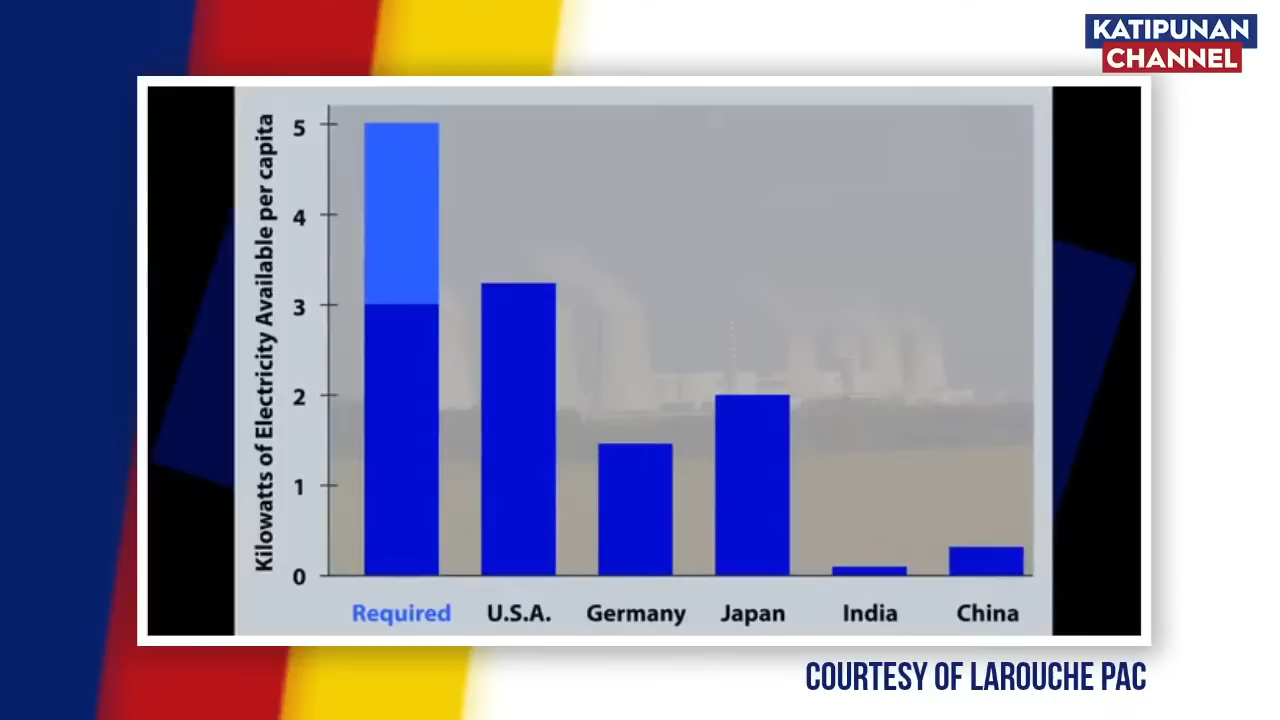 KATIPUNAN
CHANNEL
Kilowatts of Electricity Available per capita
5
4
3
2
1
0
Required U.S.A. Germany Japan India China
COURTESY OF LAROUCHE PAC